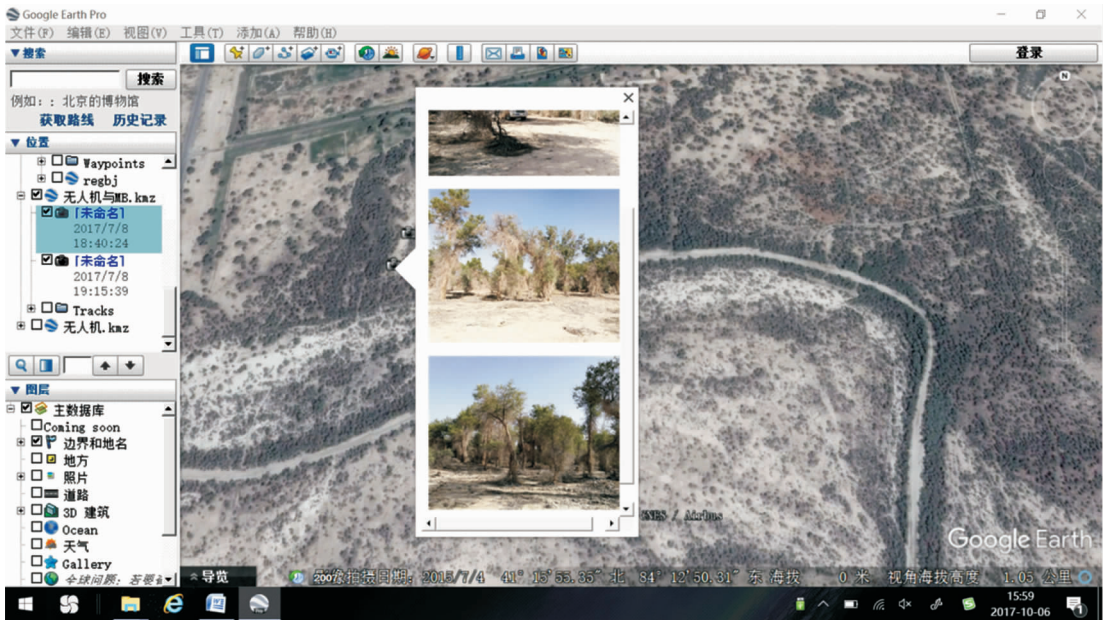 Google Earth Pro
文件(F) 编辑(E) 视图(V) 工具(T) 添加(A) 帮助(H)
▼搜索
登录
搜索
例如：: 北京的博物馆
获取路线 历史记录
▼ 位置
Waypoints
regbj
无人机与MB.kmz
[未命名]
2017/7/8
18:40:24
[未命名]
2017/7/8
19:15:39
Tracks
无人机.kmz
▼ 图层
主数据库
Coming soon
边界和地名
地方
照片
道路
3D 建筑
Ocean
天气
Gallery
全球问题：若要
N
/ Airbus
Google Earth
导览
2007
影像拍摄日期：2015/7/4 41° 15′55.35″ 北 84° 12′50.31″ 东 海拔 0 米 视角海拔高度 1.05 公里
15:59
2017-10-06
1